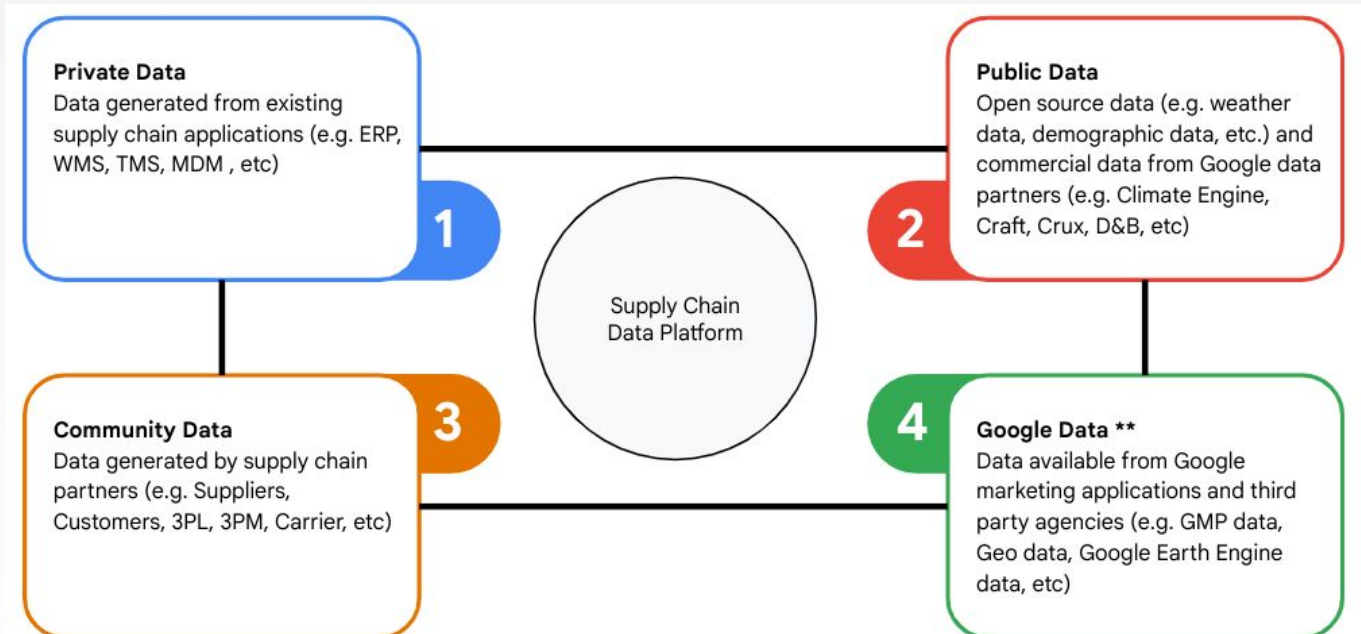 Private Data
Data generated from existing
supply chain applications (e.g. ERP,
WMS, TMS, MDM , etc)
1
Public Data
Open source data (e.g. weather
data, demographic data, etc.) and
commercial data from Google data
partners (e.g. Climate Engine,
Craft, Crux, D&B, etc)
2
Supply Chain
Data Platform
Community Data
Data generated by supply chain
partners (e.g. Suppliers,
Customers, 3PL, 3PM, Carrier, etc)
3
Google Data **
Data available from Google
marketing applications and third
party agencies (e.g. GMP data,
Geo data, Google Earth Engine
data, etc)
4